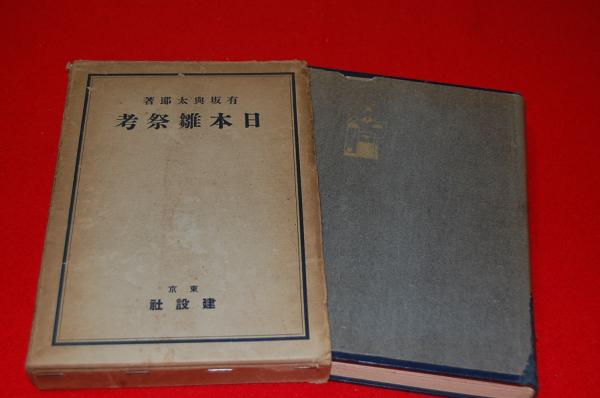 有坂與太郎著
日本雛祭考
東京
建設社